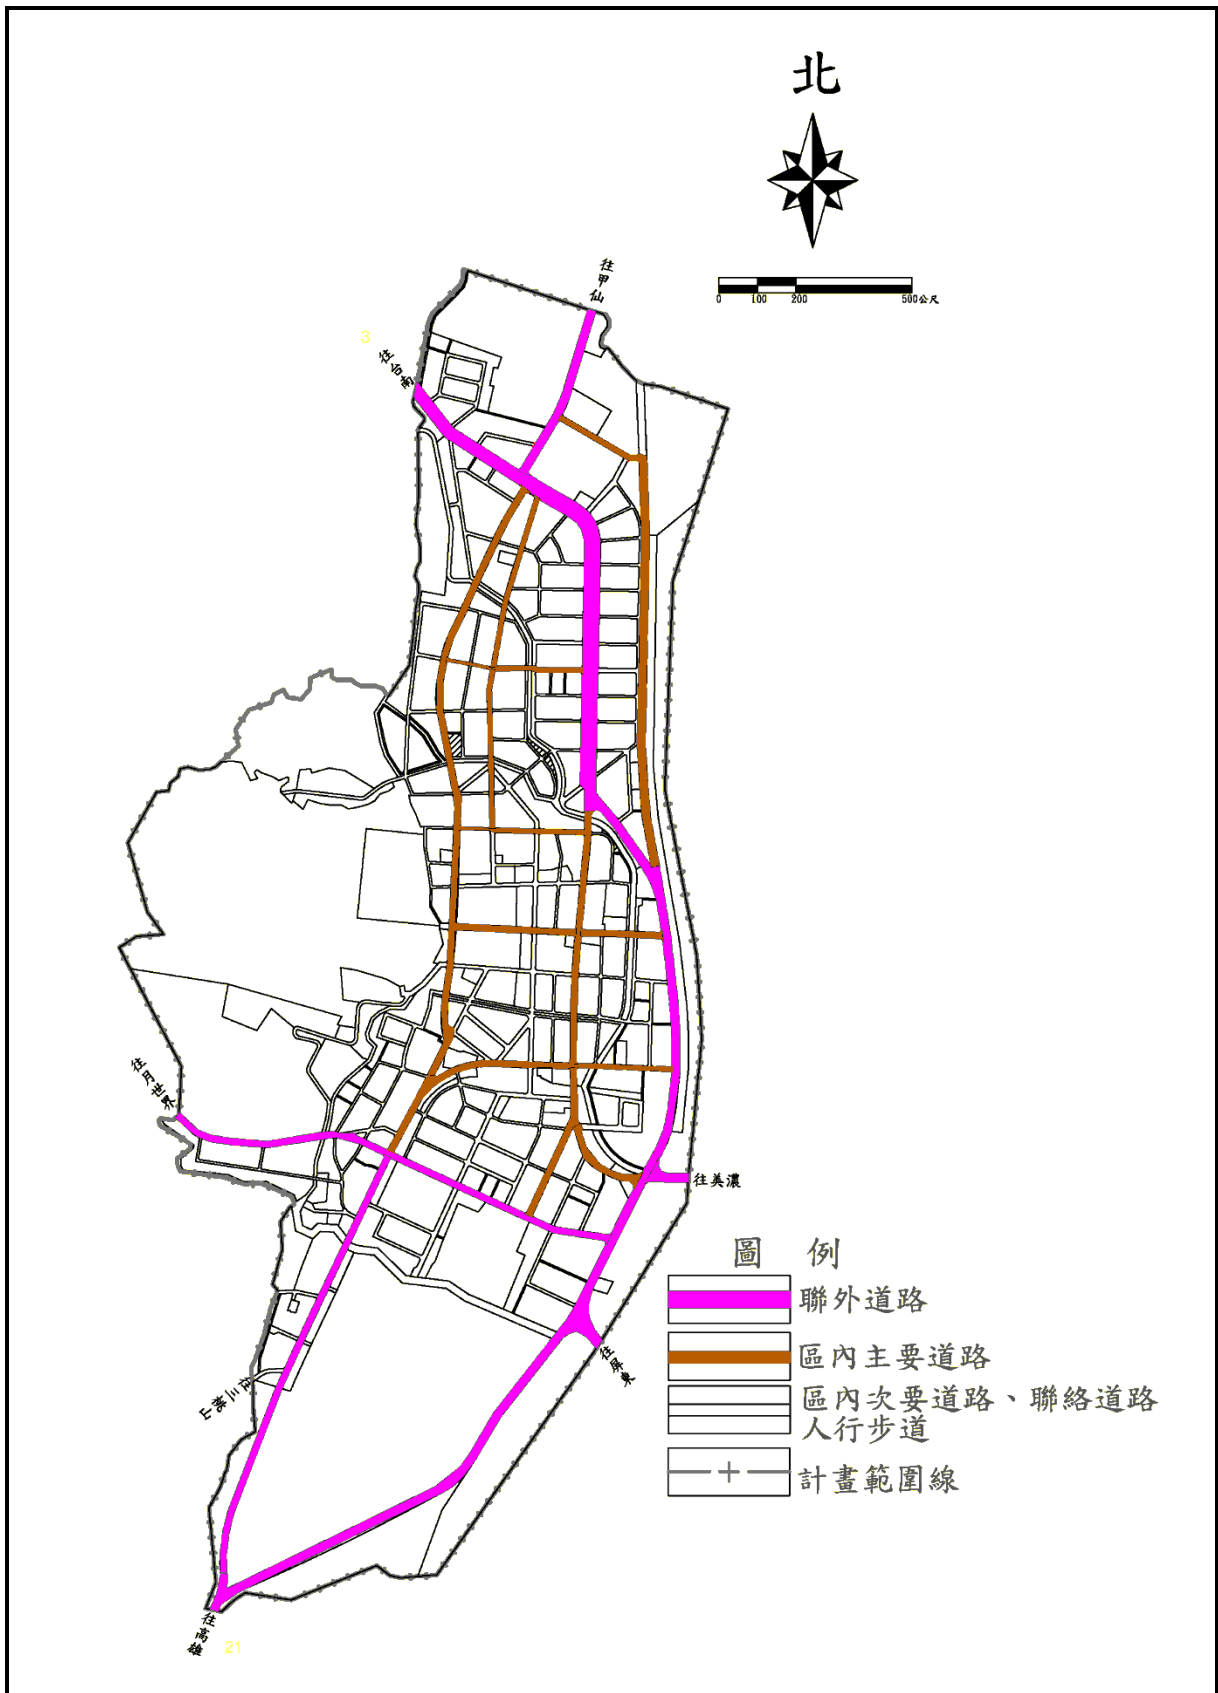 北
0 100 200 500公尺
往甲仙
3
往台南
往月世界
往美濃
圖 例
聯外道路
往屏東
區內主要道路
往三張山
區內次要道路、聯絡道路
人行步道
計畫範圍線
往高雄
21